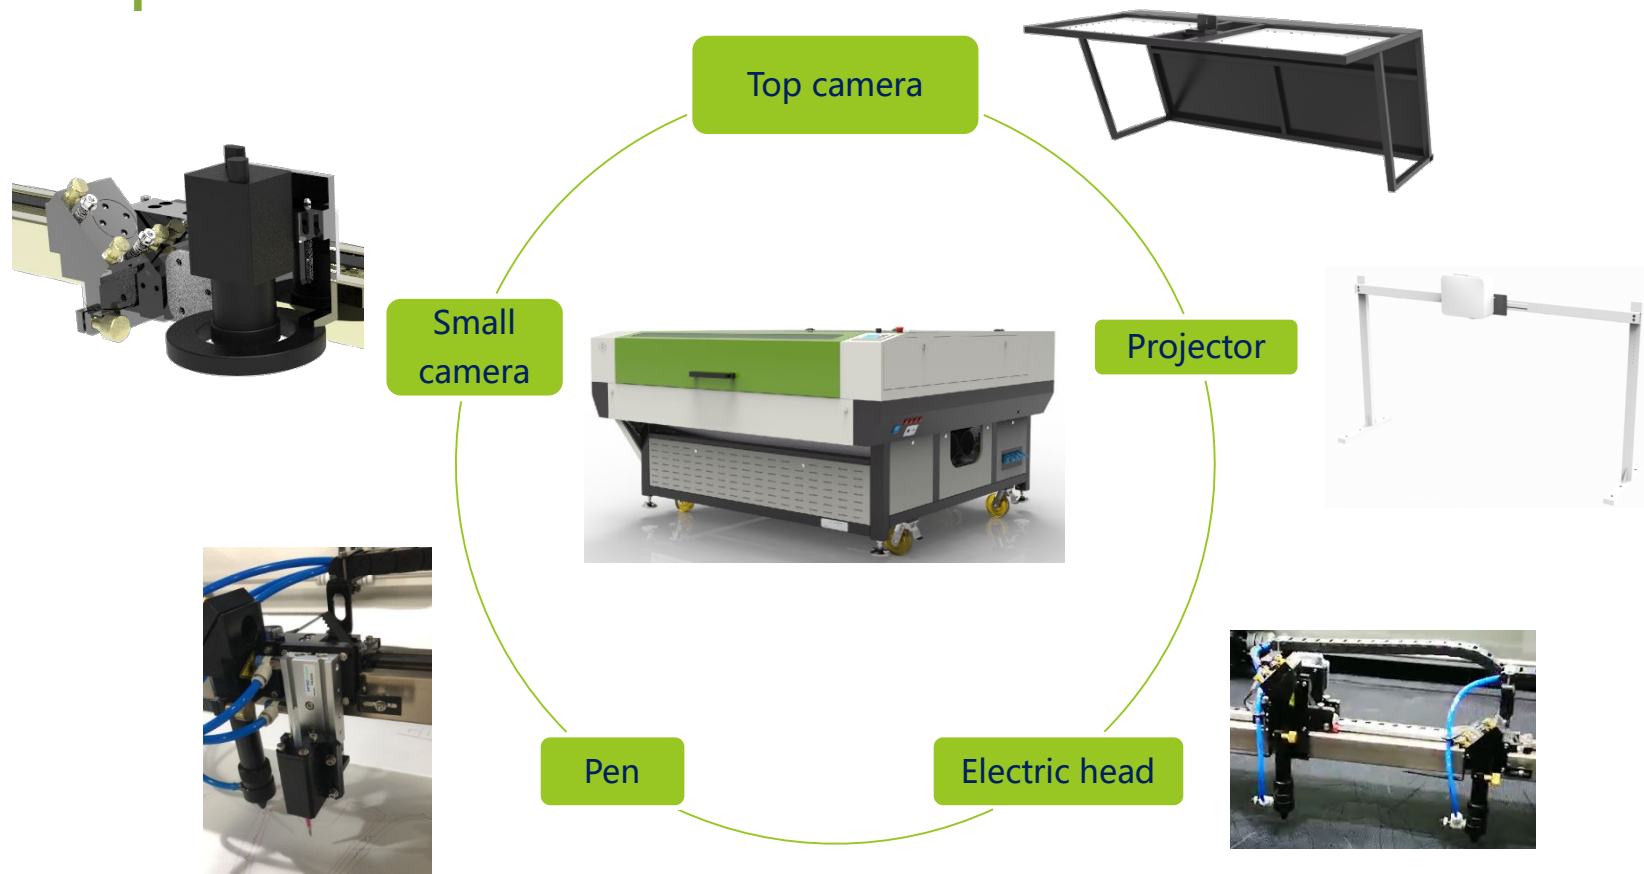 Top camera
Small
camera
Projector
Pen
Electric head